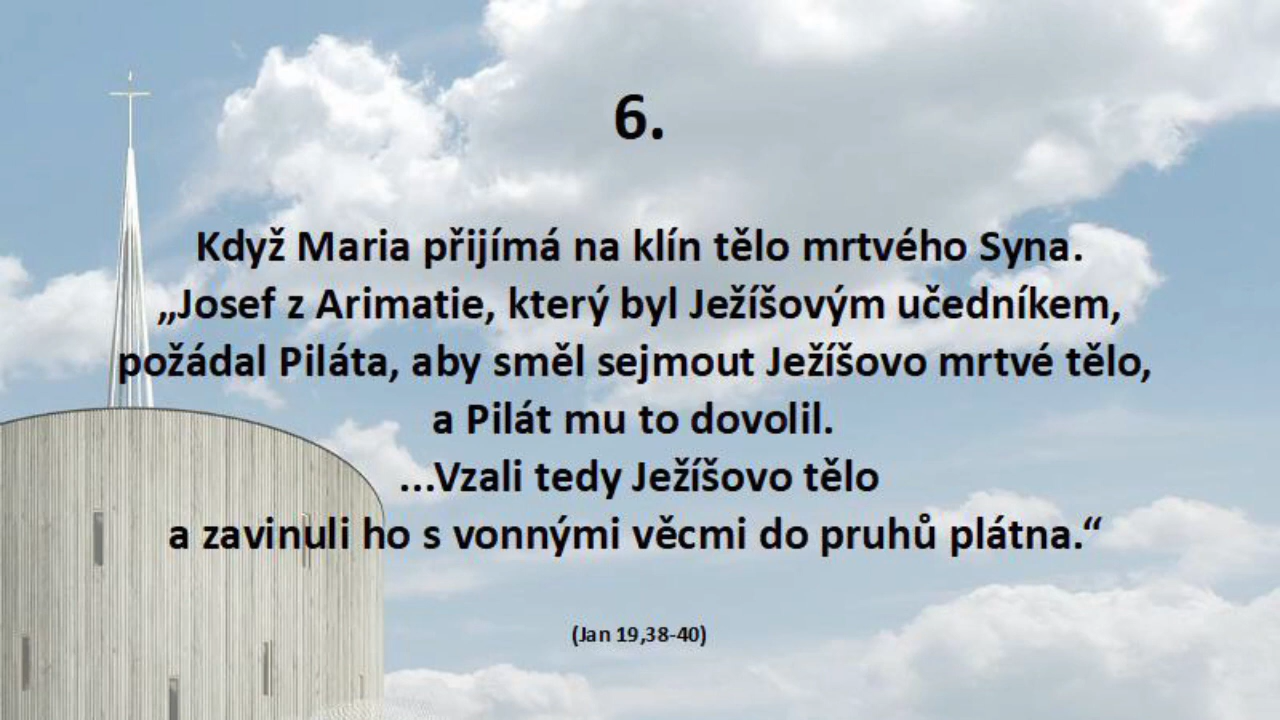 6.
Když Maria přijímá na klín tělo mrtvého Syna.
„Josef z Arimatie, který byl Ježíšovým učedníkem,
požádal Piláta, aby směl sejmout Ježíšovo mrtvé tělo,
a Pilát mu to dovolil.
...Vzali tedy Ježíšovo tělo
a zavinuli ho s vonnými věcmi do pruhů plátna.“
(Jan 19,38-40)